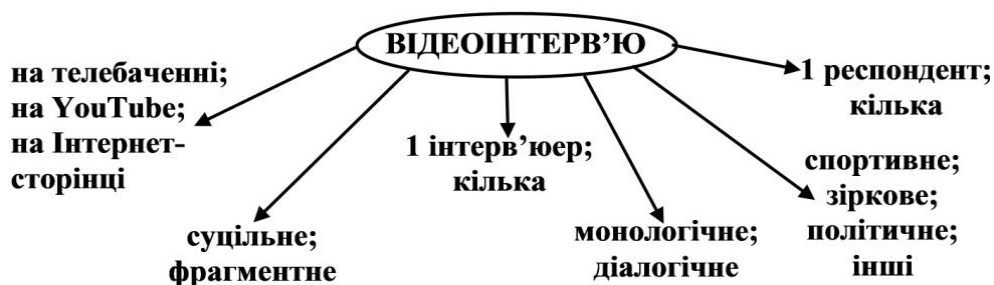 ВІДЕОІНТЕРВ’Ю
на телебаченні;
на YouTube;
на Інтернет-
сторінці
суцільне;
фрагментне
1 інтерв’юер;
кілька
монологічне;
діалогічне
спортивне;
зіркове;
політичне;
інші
1 респондент;
кілька